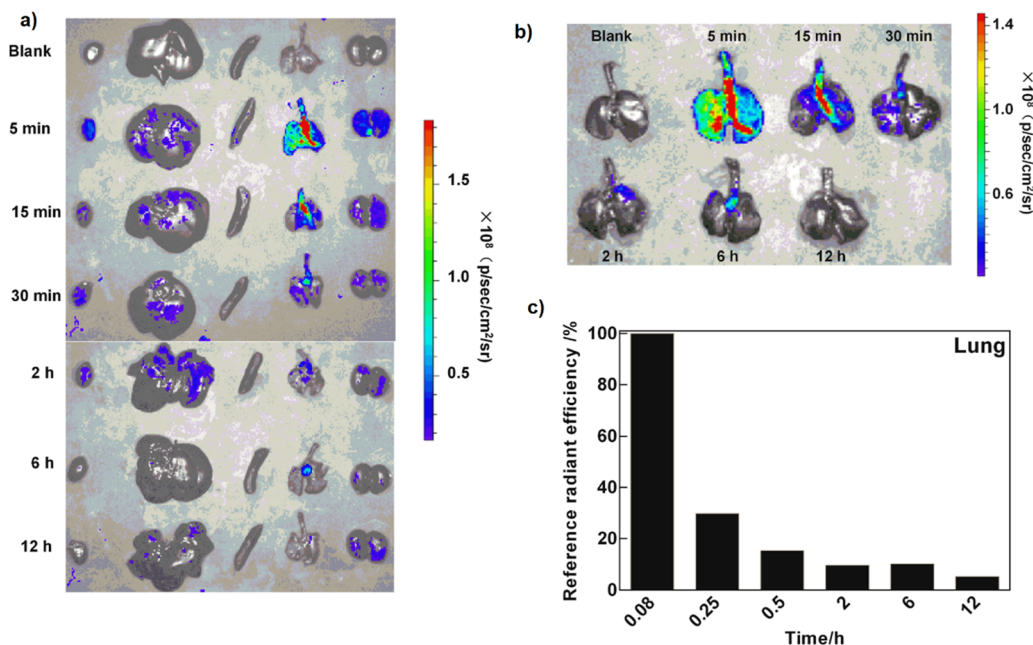 a)
Blank
5 min
15 min
30 min
2 h
6 h
12 h
1.5
1.0
0.5
×10⁸ (p/sec/cm²/sr)
b)
Blank 5 min 15 min 30 min
2 h 6 h 12 h
1.4
1.0
0.6
×10⁸ (p/sec/cm²/sr)
c)
Lung
Reference radiant efficiency /%
100
80
60
40
20
0
0.08 0.25 0.5 2 6 12
Time/h